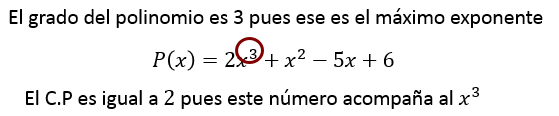 El grado del polinomio es 3 pues ese es el máximo exponente
P(x) = 2x³ + x² − 5x + 6
El C.P es igual a 2 pues este número acompaña al x³